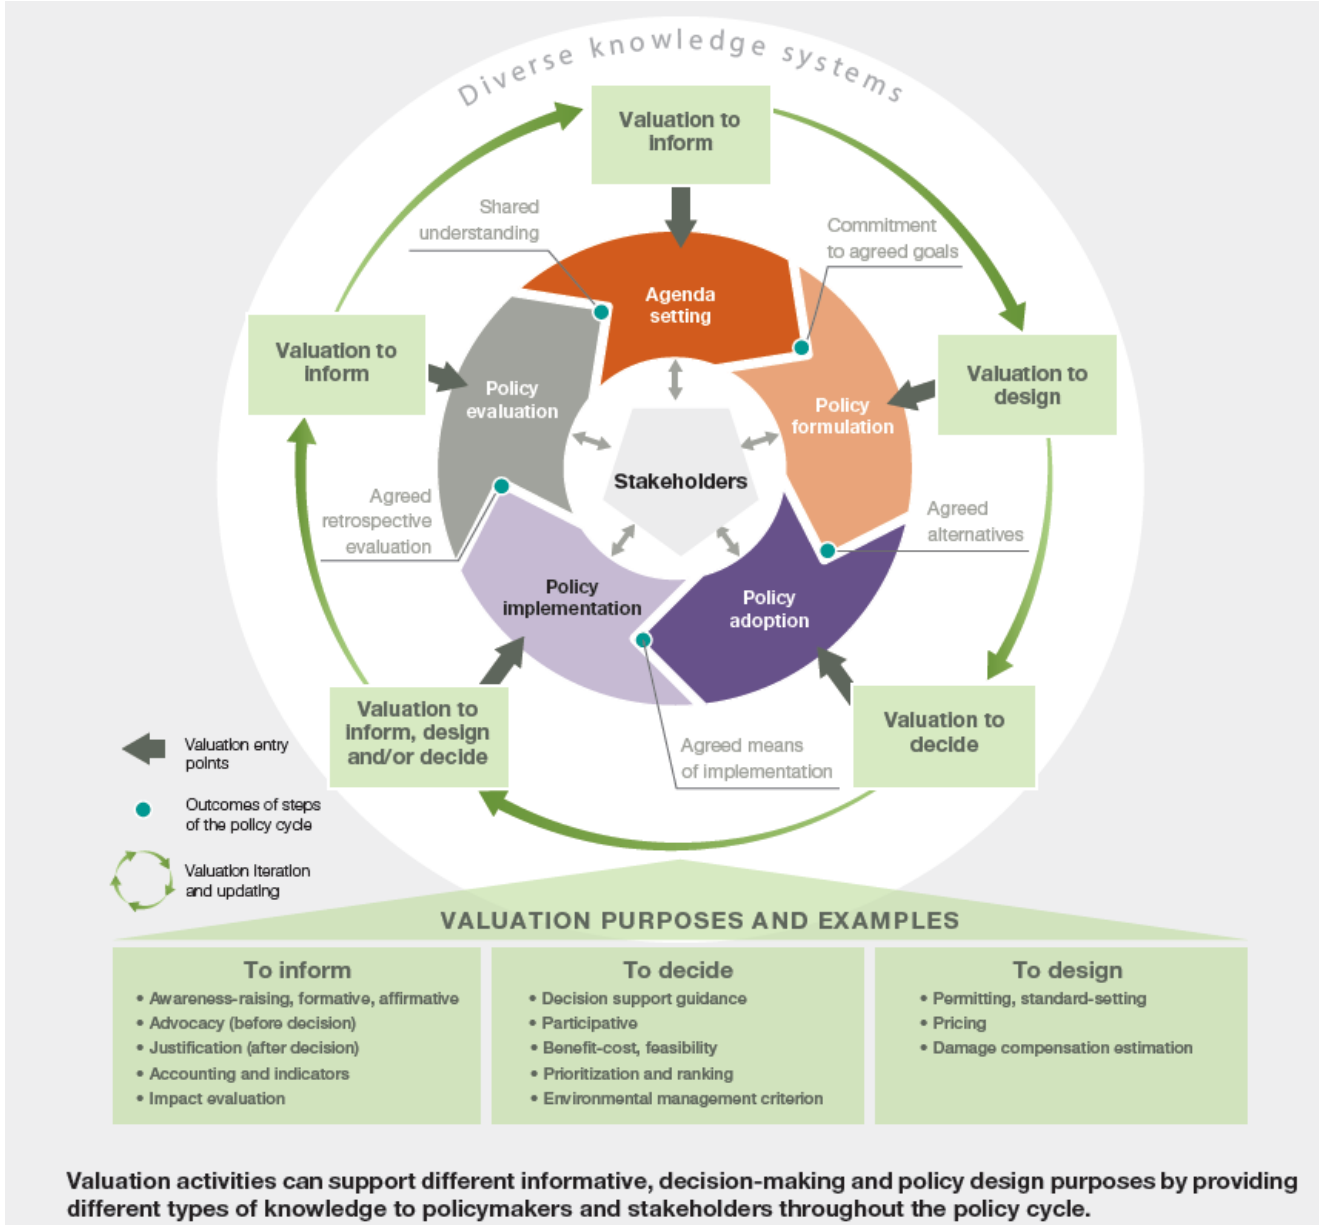 Diverse knowledge systems
Valuation to
inform
Shared
understanding
Commitment
to agreed goals
Agenda
setting
Valuation to
inform
Valuation to
design
Policy
evaluation
Policy
formulation
Stakeholders
Agreed
retrospective
evaluation
Agreed
alternatives
Policy
implementation
Policy
adoption
Valuation to
inform, design
and/or decide
Valuation to
decide
Agreed means
of implementation
Valuation entry
points
Outcomes of steps
of the policy cycle
Valuation iteration
and updating
VALUATION PURPOSES AND EXAMPLES
To inform
• Awareness-raising, formative, affirmative
• Advocacy (before decision)
• Justification (after decision)
• Accounting and indicators
• Impact evaluation
To decide
• Decision support guidance
• Participative
• Benefit-cost, feasibility
• Prioritization and ranking
• Environmental management criterion
To design
• Permitting, standard-setting
• Pricing
• Damage compensation estimation
Valuation activities can support different informative, decision-making and policy design purposes by providing
different types of knowledge to policymakers and stakeholders throughout the policy cycle.